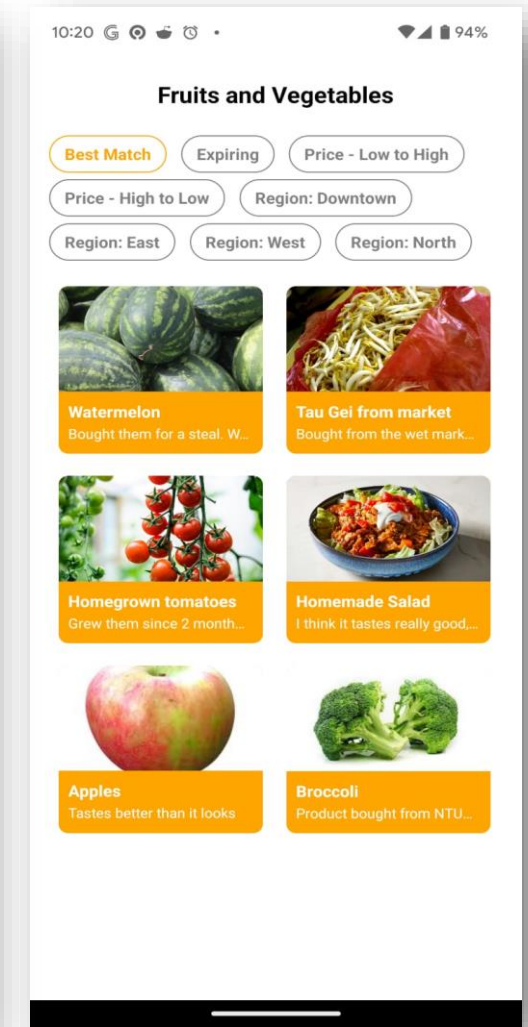 10:20 94%
Fruits and Vegetables
Best Match Expiring Price - Low to High
Price - High to Low Region: Downtown
Region: East Region: West Region: North
Watermelon
Bought them for a steal. W...
Tau Gei from market
Bought from the wet mark...
Homegrown tomatoes
Grew them since 2 month...
Homemade Salad
I think it tastes really good,...
Apples
Tastes better than it looks
Broccoli
Product bought from NTU...